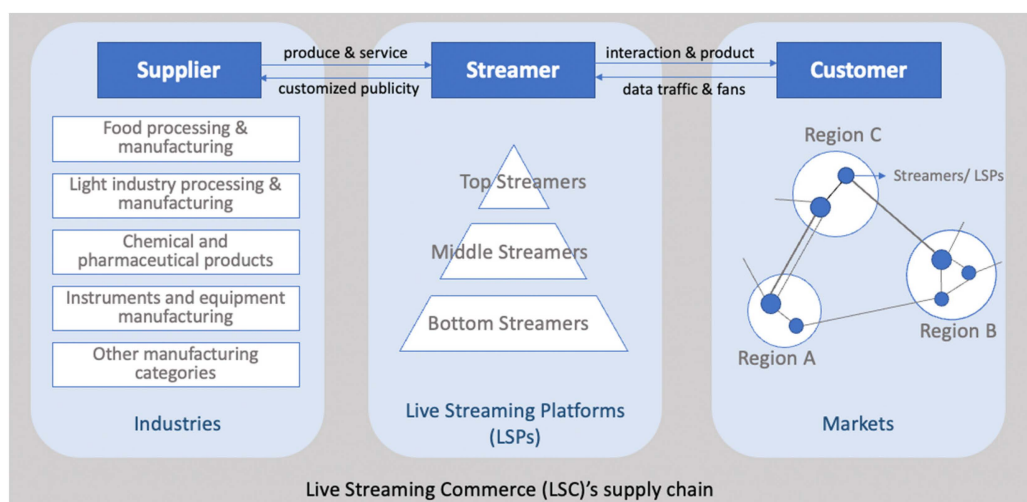 Supplier
produce & service
customized publicity
Streamer
interaction & product
data traffic & fans
Customer
Food processing &
manufacturing
Light industry processing &
manufacturing
Chemical and
pharmaceutical products
Instruments and equipment
manufacturing
Other manufacturing
categories
Industries
Top Streamers
Middle Streamers
Bottom Streamers
Live Streaming Platforms
(LSPs)
Region C
Streamers/ LSPs
Region B
Region A
Markets
Live Streaming Commerce (LSC)'s supply chain